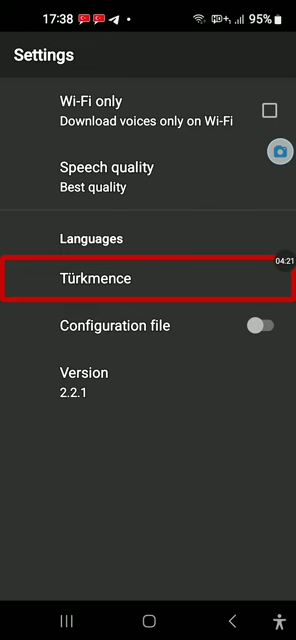 17:38
95%
Settings
Wi-Fi only
Download voices only on Wi-Fi
Speech quality
Best quality
Languages
04:21
Türkmence
Configuration file
Version
2.2.1